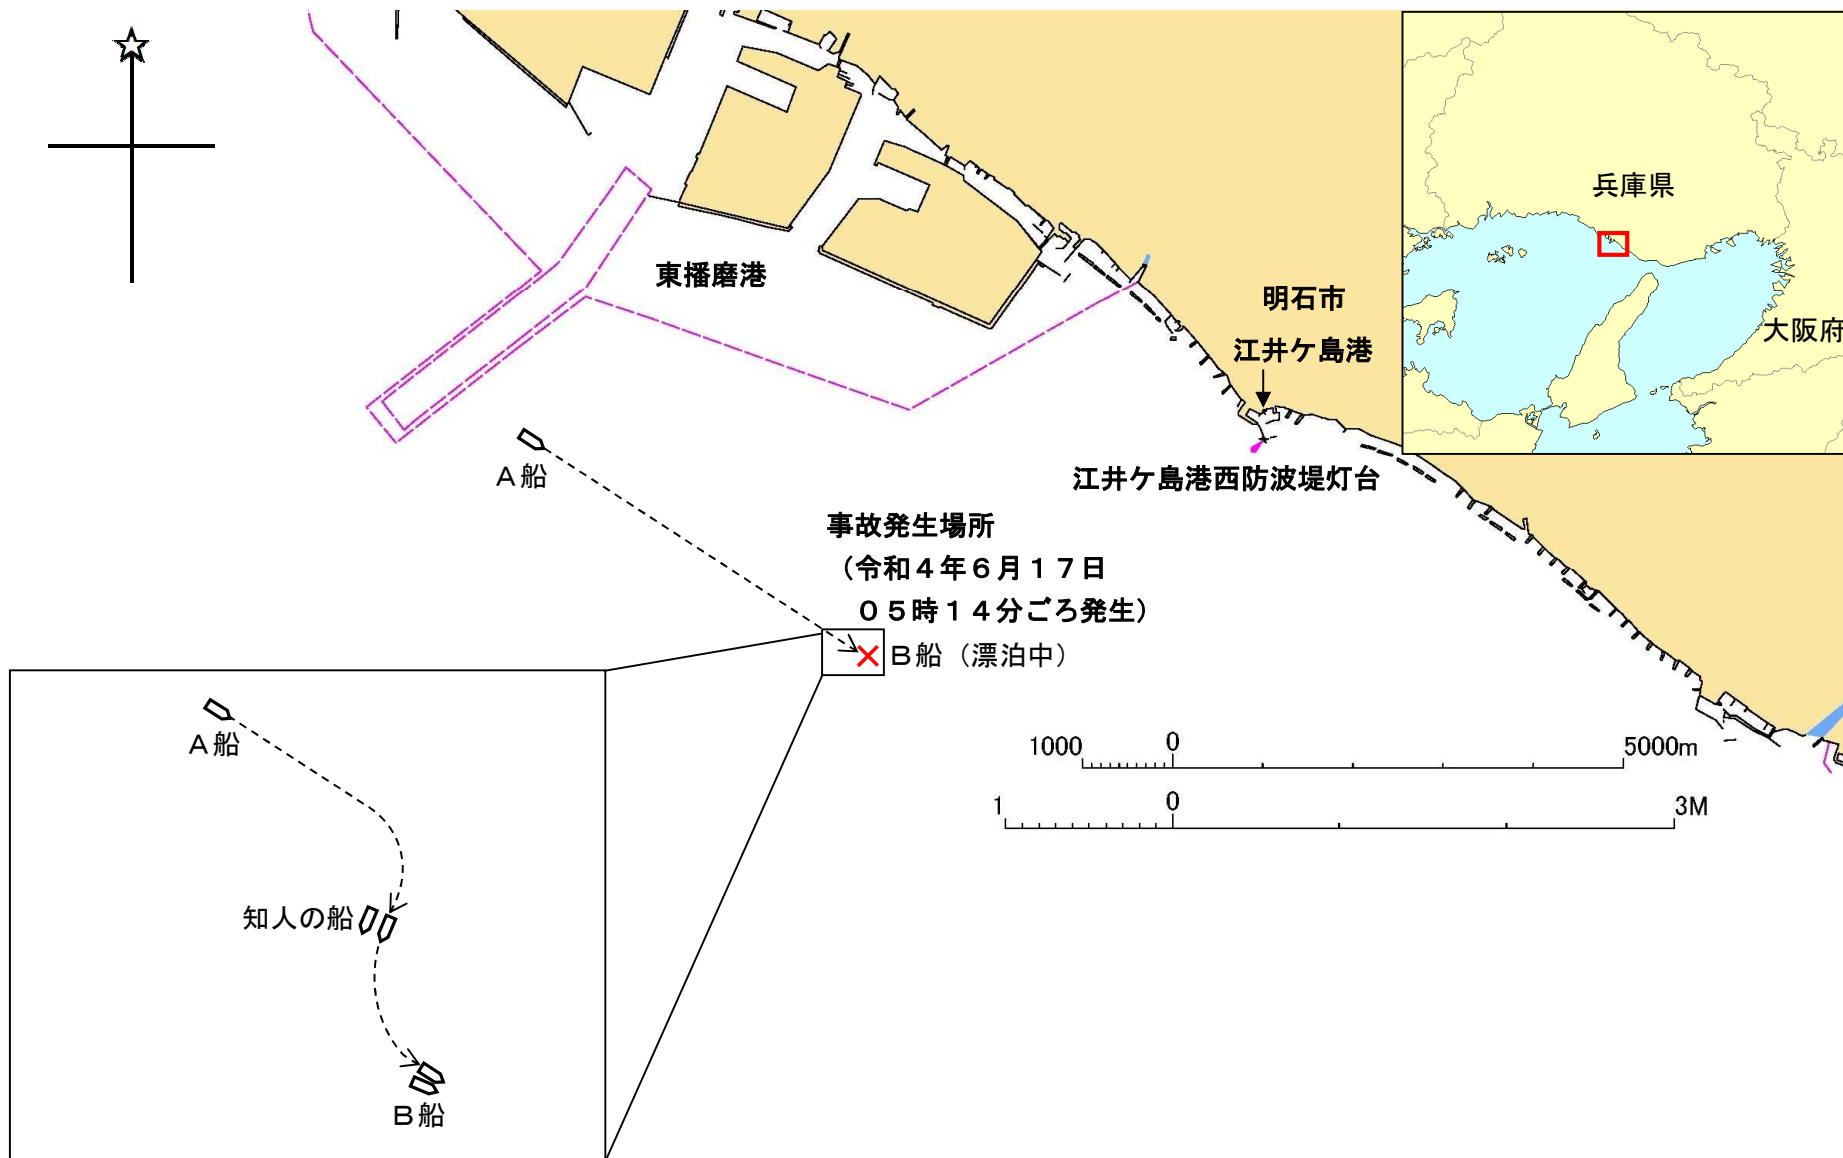 兵庫県
大阪府
東播磨港
明石市
江井ケ島港
江井ケ島港西防波堤灯台
A船
事故発生場所
（令和４年６月１７日
０５時１４分ごろ発生）
B船（漂泊中）
A船
知人の船
B船
1000 0 5000m
1 0 3M